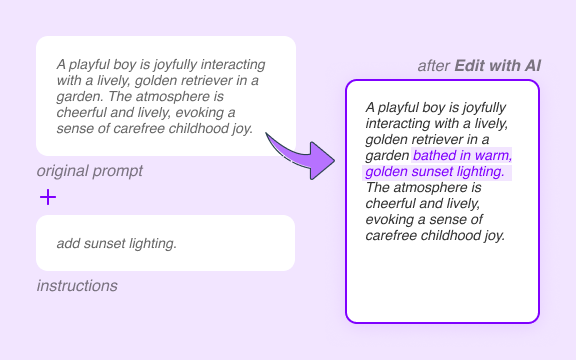 A playful boy is joyfully interacting
with a lively, golden retriever in a
garden. The atmosphere is
cheerful and lively, evoking a
sense of carefree childhood joy.
original prompt
+
add sunset lighting.
instructions
after Edit with AI
A playful boy is joyfully
interacting with a lively,
golden retriever in a
garden bathed in warm,
golden sunset lighting.
The atmosphere is
cheerful and lively,
evoking a sense of
carefree childhood joy.